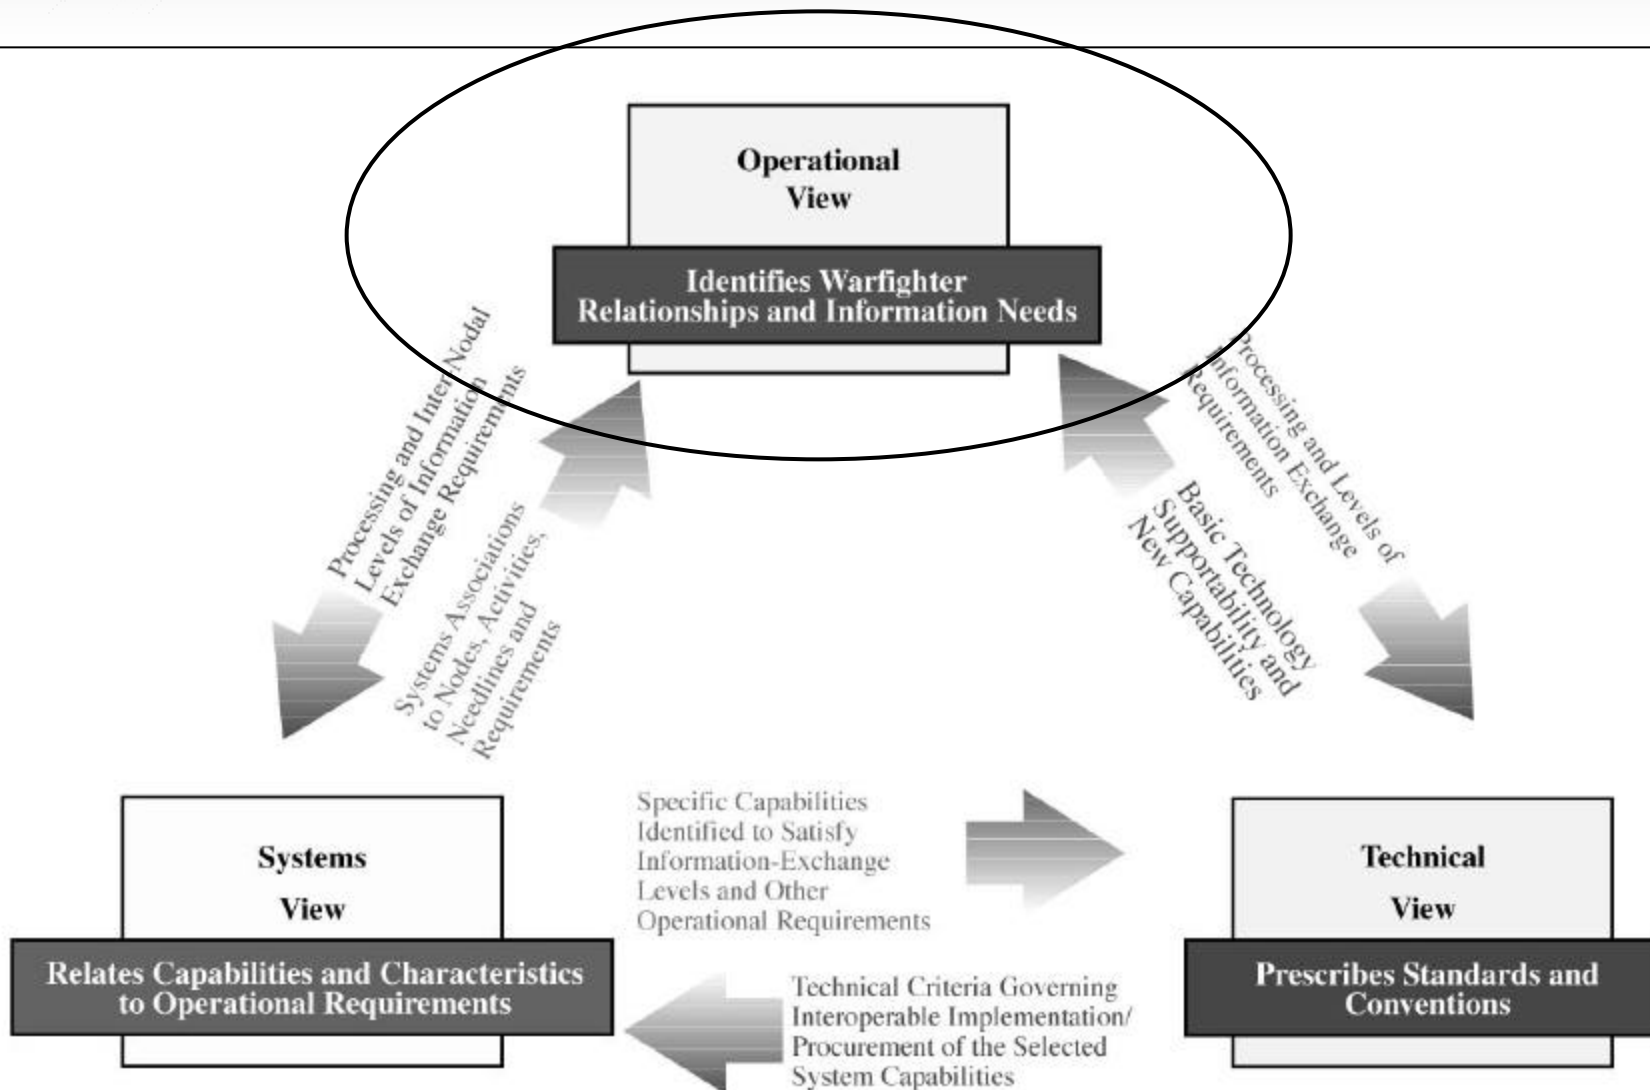 Operational
View
Identifies Warfighter
Relationships and Information Needs
Processing and Inter-Nodal
Levels of Information
Exchange Requirements
Systems Associations
to Nodes, Activities,
Needlines and
Requirements
Processing and Levels of
Information Exchange
Requirements
Basic Technology
Supportability and
New Capabilities
Systems
View
Relates Capabilities and Characteristics
to Operational Requirements
Specific Capabilities
Identified to Satisfy
Information-Exchange
Levels and Other
Operational Requirements
Technical Criteria Governing
Interoperable Implementation/
Procurement of the Selected
System Capabilities
Technical
View
Prescribes Standards and
Conventions